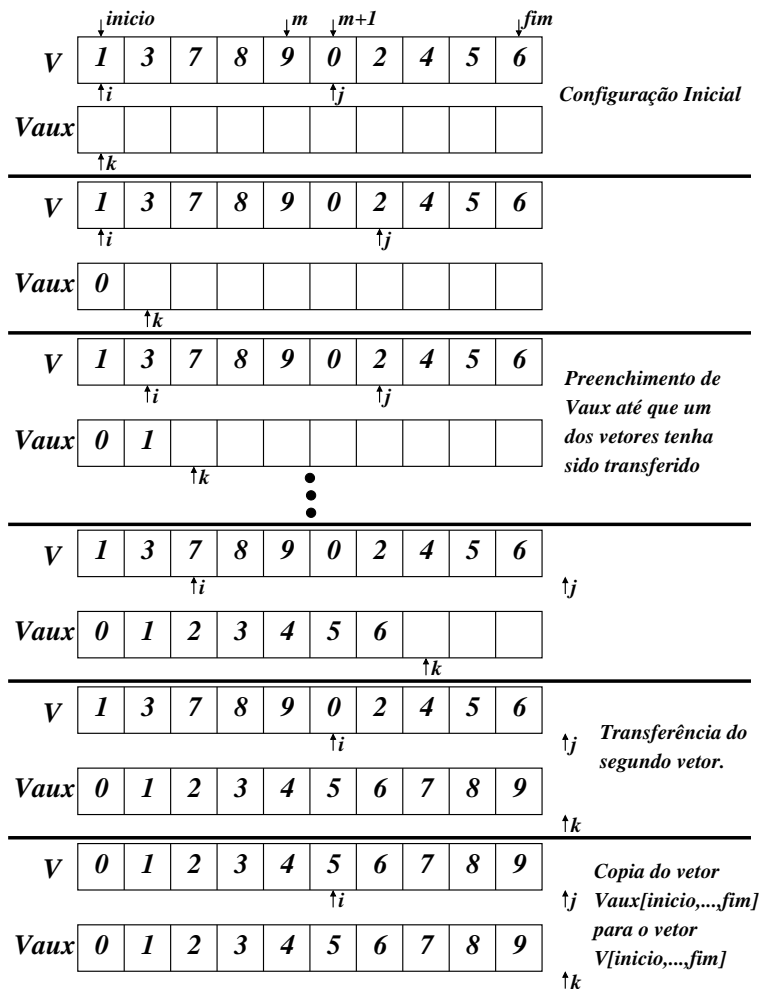 inicio m m+1 fim
V 1 3 7 8 9 0 2 4 5 6
i j
Configuração Inicial
Vaux
k
V 1 3 7 8 9 0 2 4 5 6
i j
Vaux 0
k
V 1 3 7 8 9 0 2 4 5 6
i j
Vaux 0 1
k
Preenchimento de
Vaux até que um
dos vetores tenha
sido transferido
V 1 3 7 8 9 0 2 4 5 6
i j
Vaux 0 1 2 3 4 5 6
k
V 1 3 7 8 9 0 2 4 5 6
i j
Transferência do
segundo vetor.
Vaux 0 1 2 3 4 5 6 7 8 9
k
V 0 1 2 3 4 5 6 7 8 9
i j
Copia do vetor
Vaux[inicio,...,fim]
para o vetor
V[inicio,...,fim]
Vaux 0 1 2 3 4 5 6 7 8 9
k